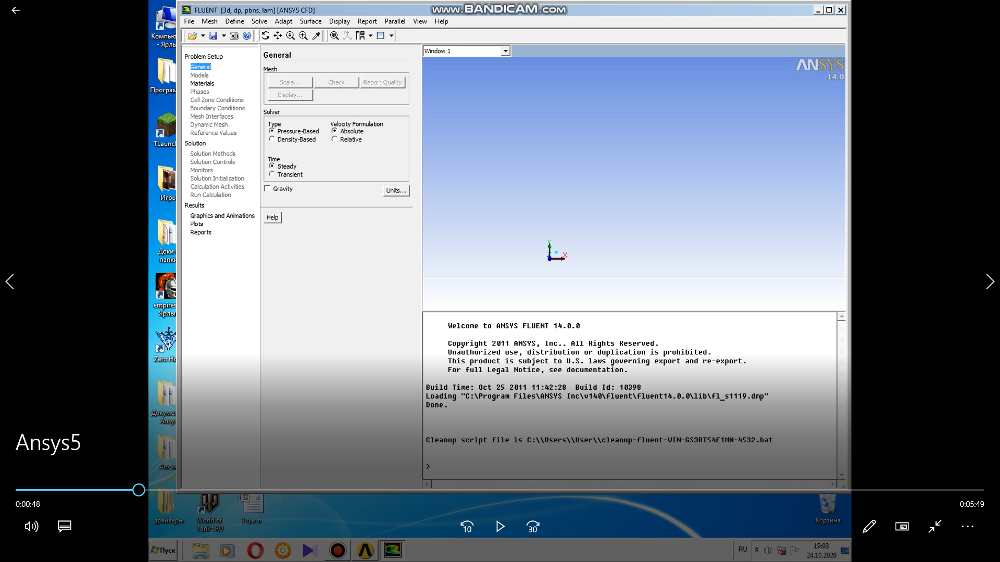 FLUENT [3d, dp, pbns, lam] [ANSYS CFD]
www.BANDICAM.com
File Mesh Define Solve Adapt Surface Display Report Parallel View Help
Problem Setup
General
Models
Materials
Phases
Cell Zone Conditions
Boundary Conditions
Mesh Interfaces
Dynamic Mesh
Reference Values
Solution
Solution Methods
Solution Controls
Monitors
Solution Initialization
Calculation Activities
Run Calculation
Results
Graphics and Animations
Plots
Reports
General
Mesh
Scale... Check Report Quality
Display...
Solver
Type Velocity Formulation
Pressure-Based Absolute
Density-Based Relative
Time
Steady
Transient
Gravity Units...
Help
Window 1
ANSYS
14.0
Y
Z X
Welcome to ANSYS FLUENT 14.0.0
Copyright 2011 ANSYS, Inc.. All Rights Reserved.
Unauthorized use, distribution or duplication is prohibited.
This product is subject to U.S. laws governing export and re-export.
For full Legal Notice, see documentation.
Build Time: Oct 25 2011 11:42:28 Build Id: 10398
Loading "C:\Program Files\ANSYS Inc\v140\fluent\fluent14.0.0\lib\fl_s1119.dmp"
Done.
Cleanup script file is C:\\Users\\User\\cleanup-fluent-WIN-GS3RT54E1MM-4532.bat
>
Компью
- Ярлы
Програм
TLaunc
Игры
Доки
папки
empires
Ярлы
Zero Ho
Докумен
Ansys
Анси
драйверы
World of
Tanks RU
3 ц и л
Корзина
Ansys5
0:00:48
0:05:49
10
30
Пуск
RU
19:03
24.10.2020